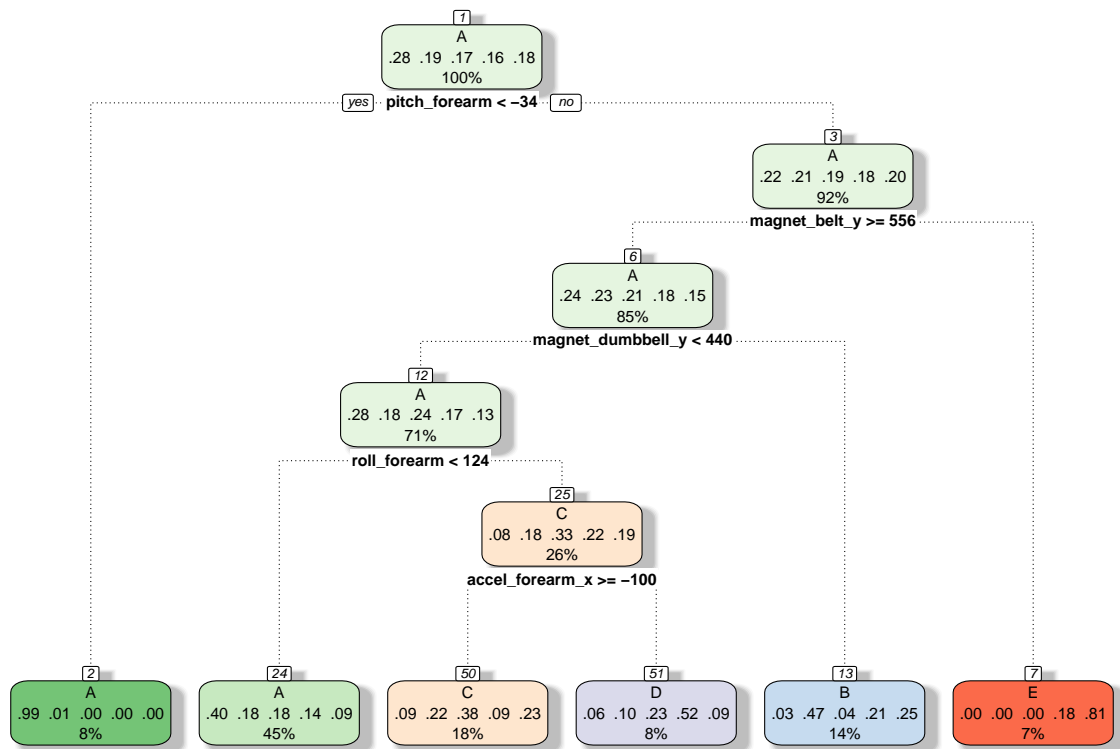 1
A
.28 .19 .17 .16 .18
100%
yes pitch_forearm < −34 no
3
A
.22 .21 .19 .18 .20
92%
magnet_belt_y >= 556
6
A
.24 .23 .21 .18 .15
85%
magnet_dumbbell_y < 440
12
A
.28 .18 .24 .17 .13
71%
roll_forearm < 124
25
C
.08 .18 .33 .22 .19
26%
accel_forearm_x >= −100
2
A
.99 .01 .00 .00 .00
8%
24
A
.40 .18 .18 .14 .09
45%
50
C
.09 .22 .38 .09 .23
18%
51
D
.06 .10 .23 .52 .09
8%
13
B
.03 .47 .04 .21 .25
14%
7
E
.00 .00 .00 .18 .81
7%